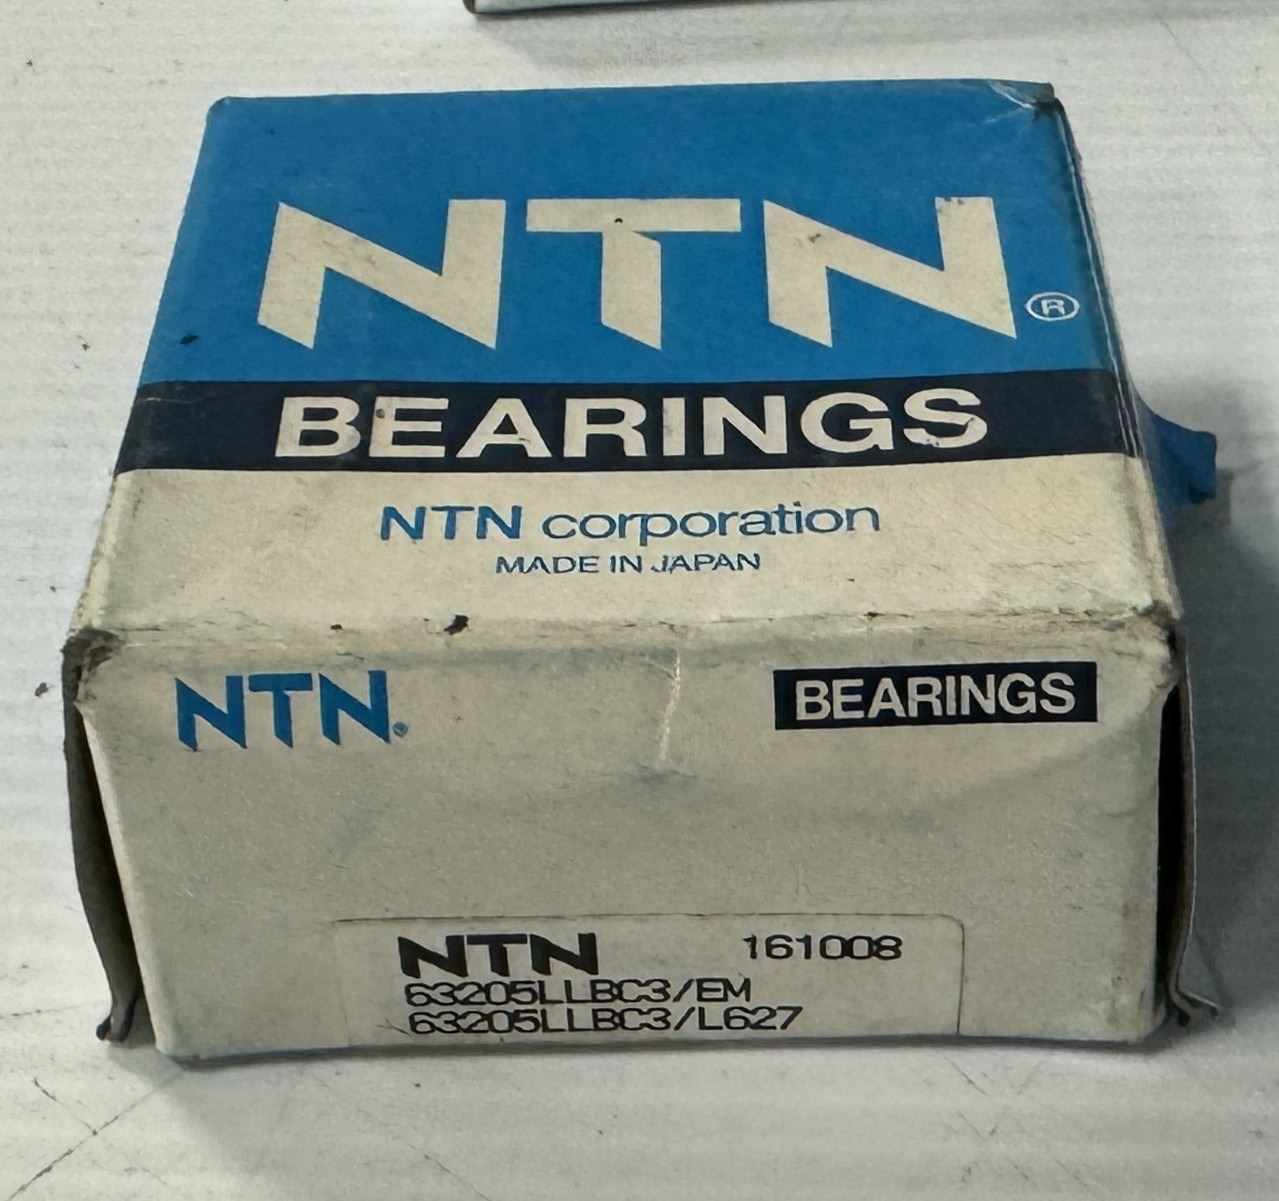 NTN®
BEARINGS
NTN corporation
MADE IN JAPAN
NTN®
BEARINGS
NTN 161008
63205LLBC3/EM
63205LLBC3/L627